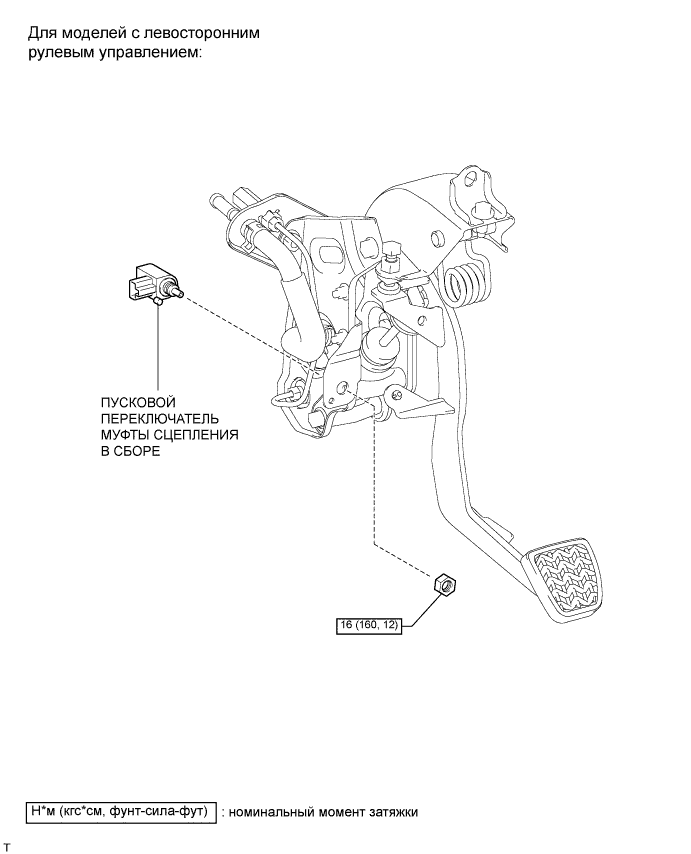 Для моделей с левосторонним
рулевым управлением:
ПУСКОВОЙ
ПЕРЕКЛЮЧАТЕЛЬ
МУФТЫ СЦЕПЛЕНИЯ
В СБОРЕ
16 (160, 12)
Н*м (кгс*см, фунт-сила-фут) : номинальный момент затяжки
T